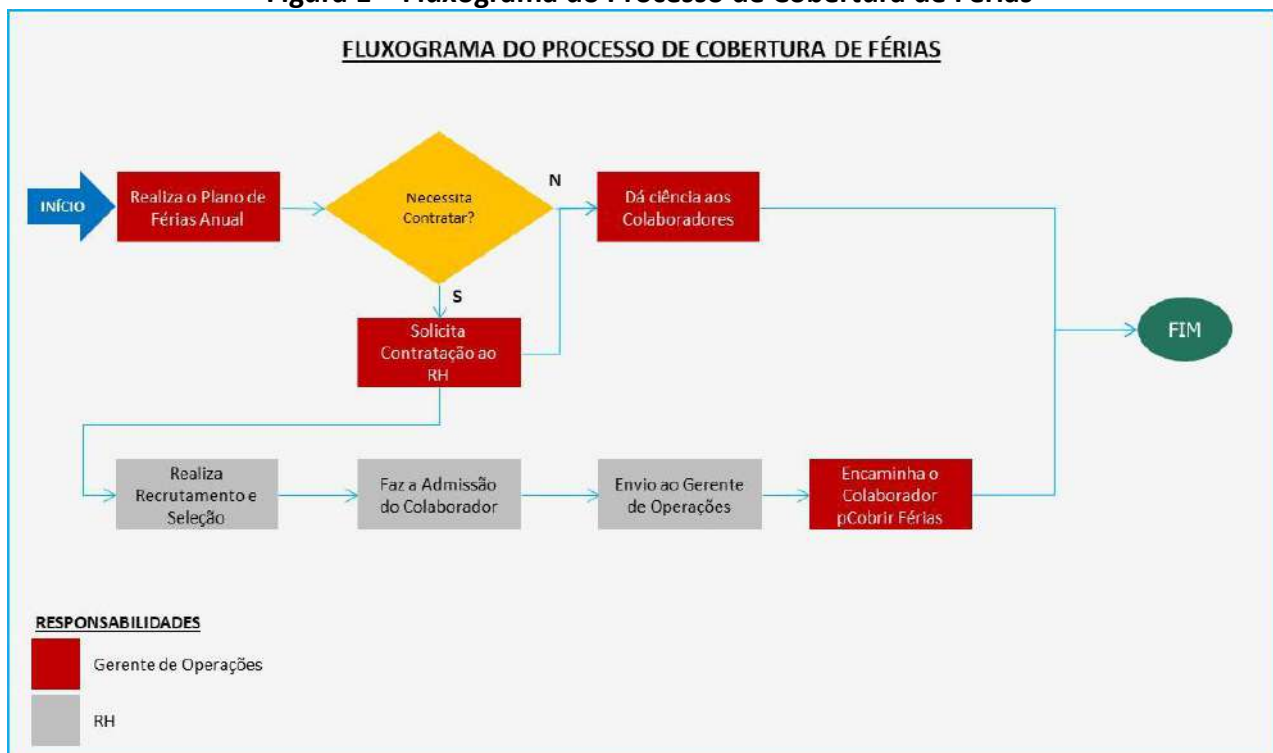 FLUXOGRAMA DO PROCESSO DE COBERTURA DE FÉRIAS
INÍCIO
Realiza o Plano de
Férias Anual
Necessita
Contratar?
N
Dá ciência aos
Colaboradores
S
Solicita
Contratação ao
RH
FIM
Realiza
Recrutamento e
Seleção
Faz a Admissão
do Colaborador
Envio ao Gerente
de Operações
Encaminha o
Colaborador
pCobrir Férias
RESPONSABILIDADES
Gerente de Operações
RH